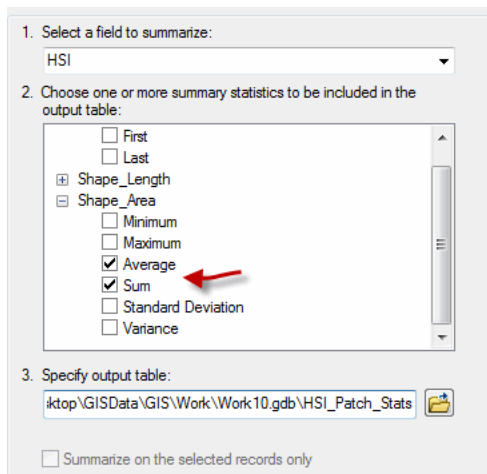 1. Select a field to summarize:
HSI
2. Choose one or more summary statistics to be included in the
output table:
First
Last
Shape_Length
Shape_Area
Minimum
Maximum
Average
Sum
Standard Deviation
Variance
3. Specify output table:
ktop\GISData\GIS\Work\Work10.gdb\HSI_Patch_Stats
Summarize on the selected records only